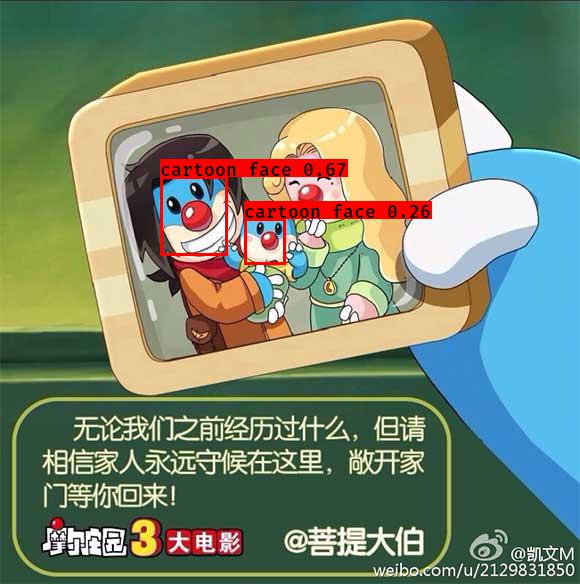 cartoon face 0.67
cartoon face 0.26
无论我们之前经历过什么，但请
相信家人永远守候在这里，敞开家
门等你回来！
摩尔庄园3大电影
@菩提大伯
@凯文M
weibo.com/u/2129831850